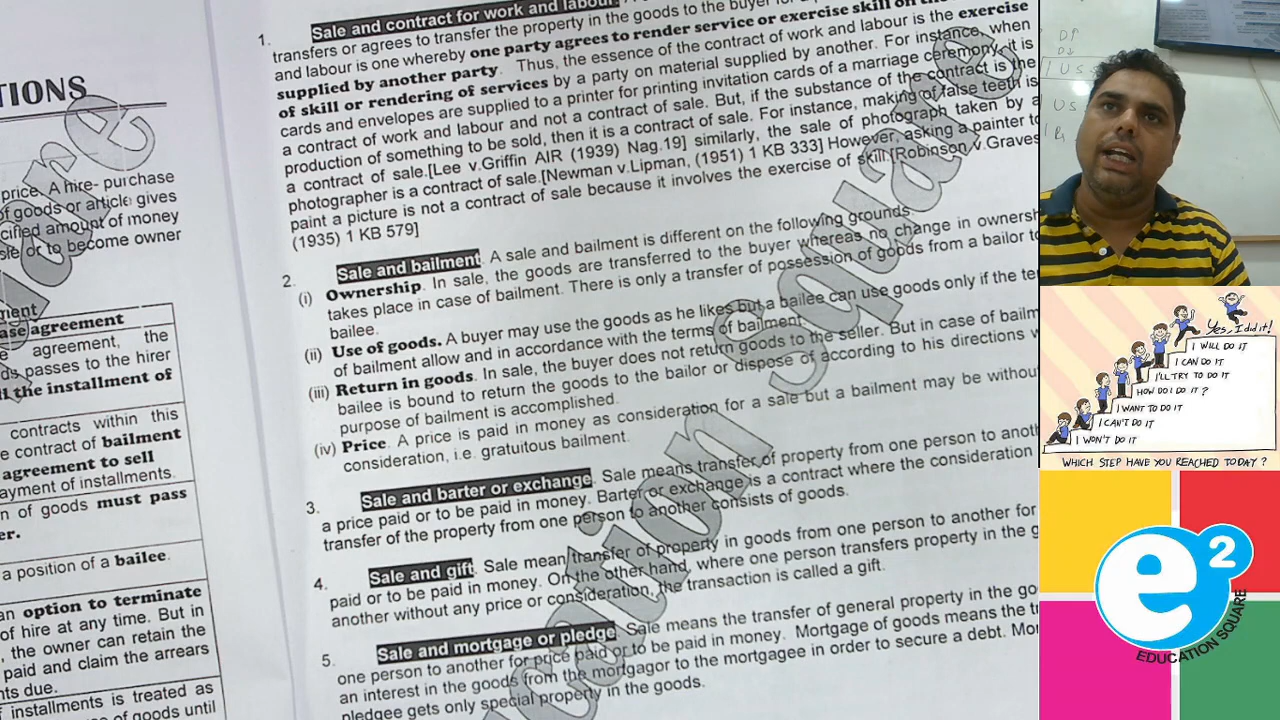 TIONS
price. A hire- purchase
of goods or article gives
cified amount of money
sle or to become owner
ment
ase agreement
e agreement, the
ds passes to the hirer
ll the installment of
contracts within this
e contract of bailment
agreement to sell
ayment of installments.
n of goods must pass
er.
a position of a bailee.
an option to terminate
of hire at any time. But in
, the owner can retain the
paid and claim the arrears
nts due.
f installments is treated as
of goods until
1. Sale and contract for work and labour.
transfers or agrees to transfer the property in the goods to the buyer for a
and labour is one whereby one party agrees to render service or exercise skill on the
supplied by another party. Thus, the essence of the contract of work and labour is the exercise
of skill or rendering of services by a party on material supplied by another. For instance, when
cards and envelopes are supplied to a printer for printing invitation cards of a marriage ceremony, it is
a contract of work and labour and not a contract of sale. But, if the substance of the contract is the
production of something to be sold, then it is a contract of sale. For instance, making of false teeth is
a contract of sale.[Lee v.Griffin AIR (1939) Nag.19] similarly, the sale of photograph taken by a
photographer is a contract of sale.[Newman v.Lipman, (1951) 1 KB 333] However, asking a painter to
paint a picture is not a contract of sale because it involves the exercise of skill.[Robinson v.Graves
(1935) 1 KB 579]
2. Sale and bailment. A sale and bailment is different on the following grounds.
(i) Ownership. In sale, the goods are transferred to the buyer whereas no change in ownersh
takes place in case of bailment. There is only a transfer of possession of goods from a bailor to
bailee.
(ii) Use of goods. A buyer may use the goods as he likes but a bailee can use goods only if the ter
of bailment allow and in accordance with the terms of bailment.
(iii) Return in goods. In sale, the buyer does not return goods to the seller. But in case of bailm
bailee is bound to return the goods to the bailor or dispose of according to his directions w
purpose of bailment is accomplished.
(iv) Price. A price is paid in money as consideration for a sale but a bailment may be withou
consideration, i.e. gratuitous bailment.
3. Sale and barter or exchange. Sale means transfer of property from one person to anoth
a price paid or to be paid in money. Barter or exchange is a contract where the consideration
transfer of the property from one person to another consists of goods.
4. Sale and gift. Sale mean transfer of property in goods from one person to another for
paid or to be paid in money. On the other hand, where one person transfers property in the g
another without any price or consideration, the transaction is called a gift.
5. Sale and mortgage or pledge. Sale means the transfer of general property in the go
one person to another for price paid or to be paid in money. Mortgage of goods means the tr
an interest in the goods from the mortgagor to the mortgagee in order to secure a debt. Mor
pledgee gets only special property in the goods.
Yes, I did it!
I WILL DO IT
I CAN DO IT
I'LL TRY TO DO IT
HOW DO I DO IT?
I WANT TO DO IT
I CAN'T DO IT
I WON'T DO IT
WHICH STEP HAVE YOU REACHED TODAY?
e2
EDUCATION SQUARE